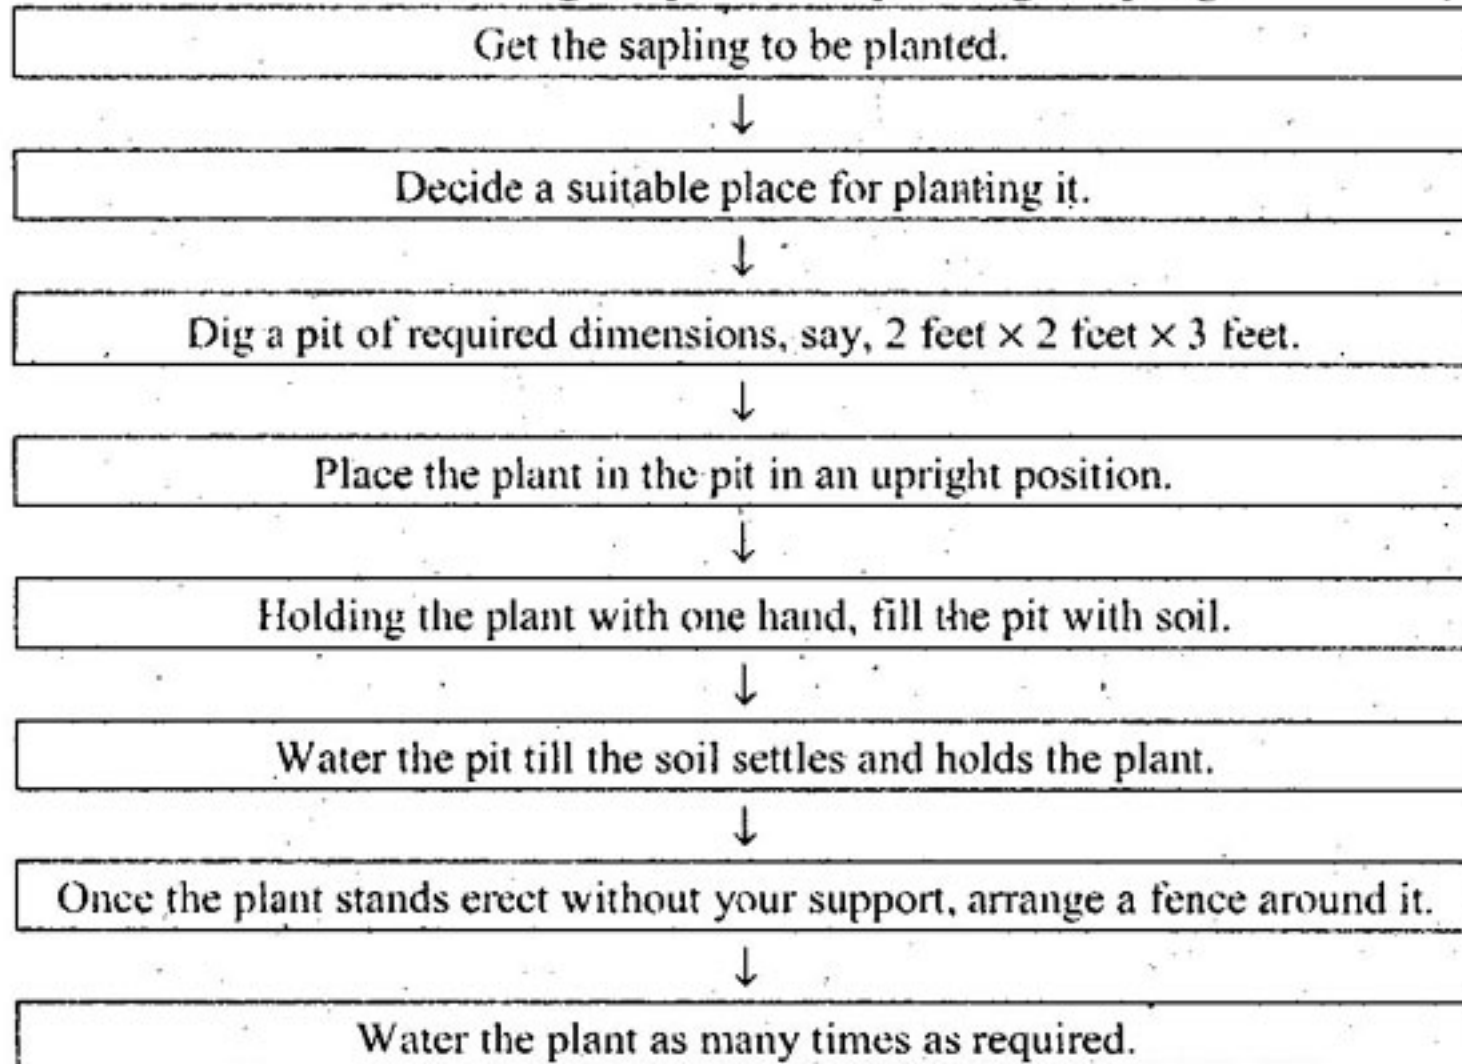 Get the sapling to be planted.
↓
Decide a suitable place for planting it.
↓
Dig a pit of required dimensions, say, 2 feet × 2 feet × 3 feet.
↓
Place the plant in the pit in an upright position.
↓
Holding the plant with one hand, fill the pit with soil.
↓
Water the pit till the soil settles and holds the plant.
↓
Once the plant stands erect without your support, arrange a fence around it.
↓
Water the plant as many times as required.